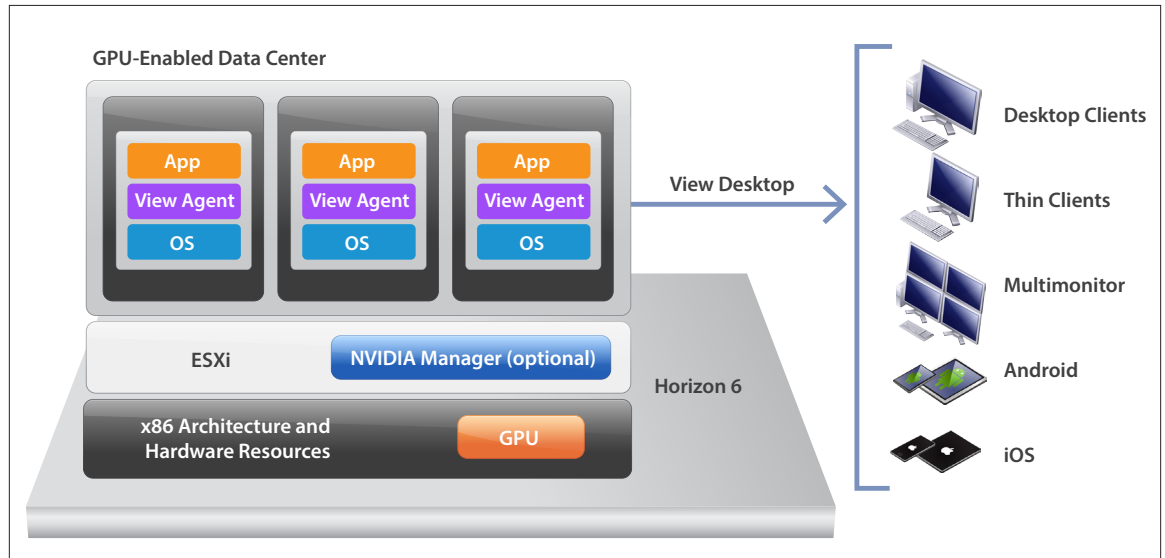 GPU-Enabled Data Center
App
View Agent
OS
App
View Agent
OS
App
View Agent
OS
ESXi
NVIDIA Manager (optional)
x86 Architecture and
Hardware Resources
GPU
Horizon 6
View Desktop
Desktop Clients
Thin Clients
Multimonitor
Android
iOS